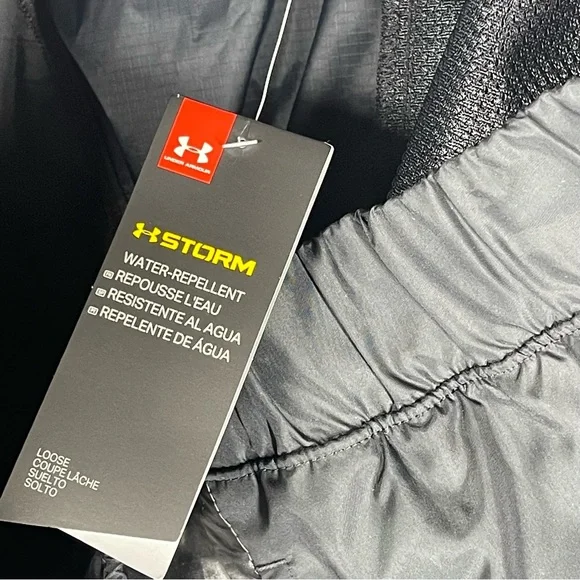 UNDER ARMOUR
STORM
WATER-REPELLENT
REPOUSSE L'EAU
RESISTENTE AL AGUA
REPELENTE DE ÁGUA
LOOSE
COUPE LÂCHE
SUELTO
SOLTO